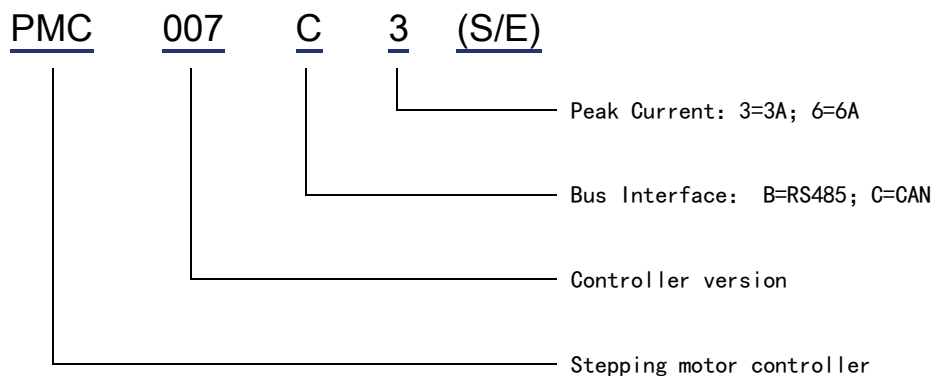 PMC 007 C 3 (S/E)
Peak Current: 3=3A; 6=6A
Bus Interface: B=RS485; C=CAN
Controller version
Stepping motor controller